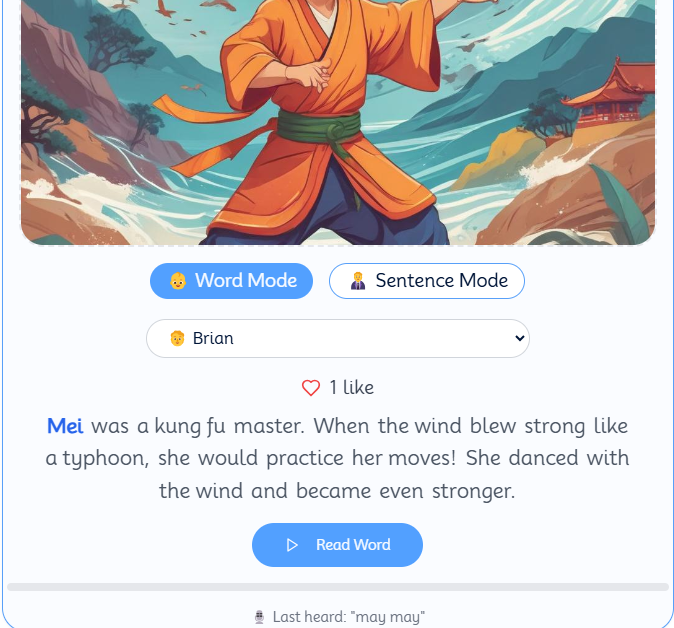 Word Mode
Sentence Mode
Brian
1 like
Mei was a kung fu master. When the wind blew strong like
a typhoon, she would practice her moves! She danced with
the wind and became even stronger.
Read Word
Last heard: "may may"